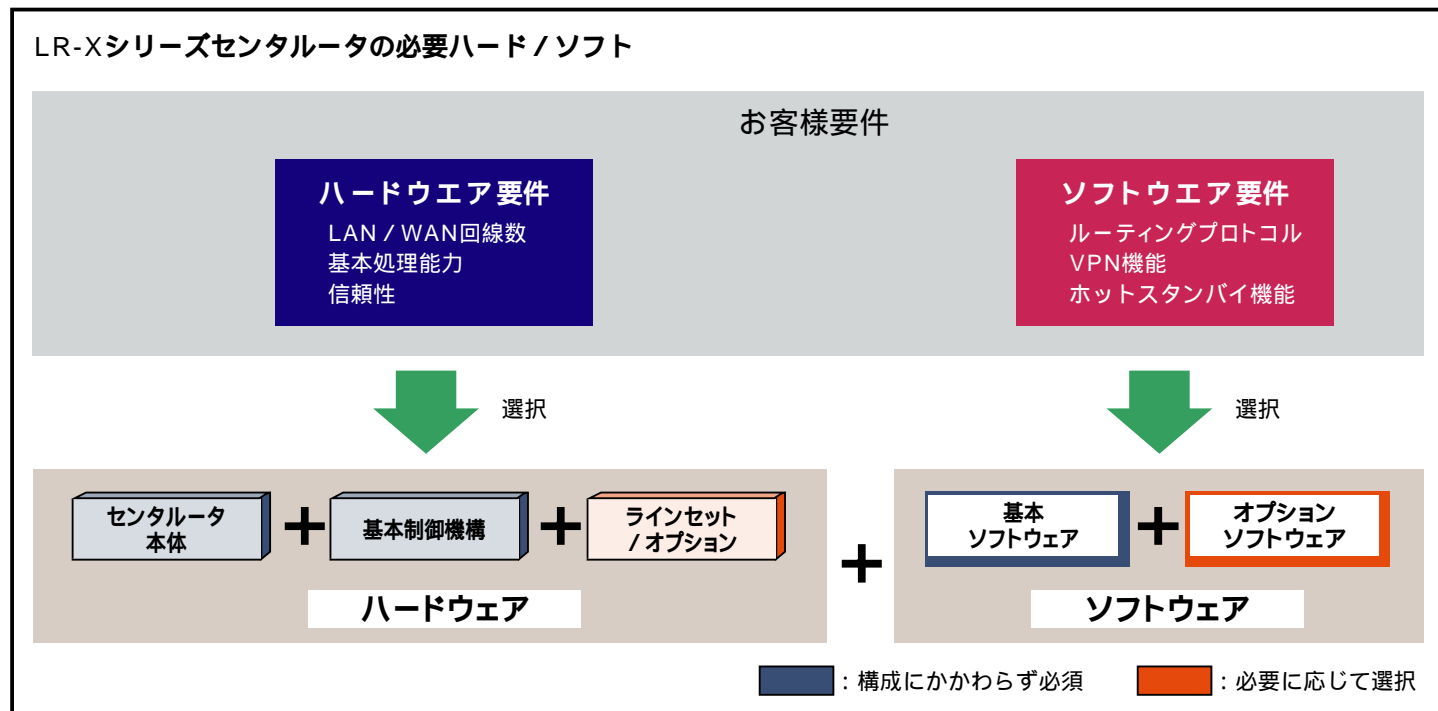 LR-Xシリーズセンタルータの必要ハード／ソフト
お客様要件
ハードウエア要件
LAN／WAN回線数
基本処理能力
信頼性
ソフトウエア要件
ルーティングプロトコル
VPN機能
ホットスタンバイ機能
選択
選択
センタルータ
本体
+
基本制御機構
+
ラインセット
／オプション
ハードウェア
+
基本
ソフトウェア
+
オプション
ソフトウェア
ソフトウェア
：構成にかかわらず必須
：必要に応じて選択